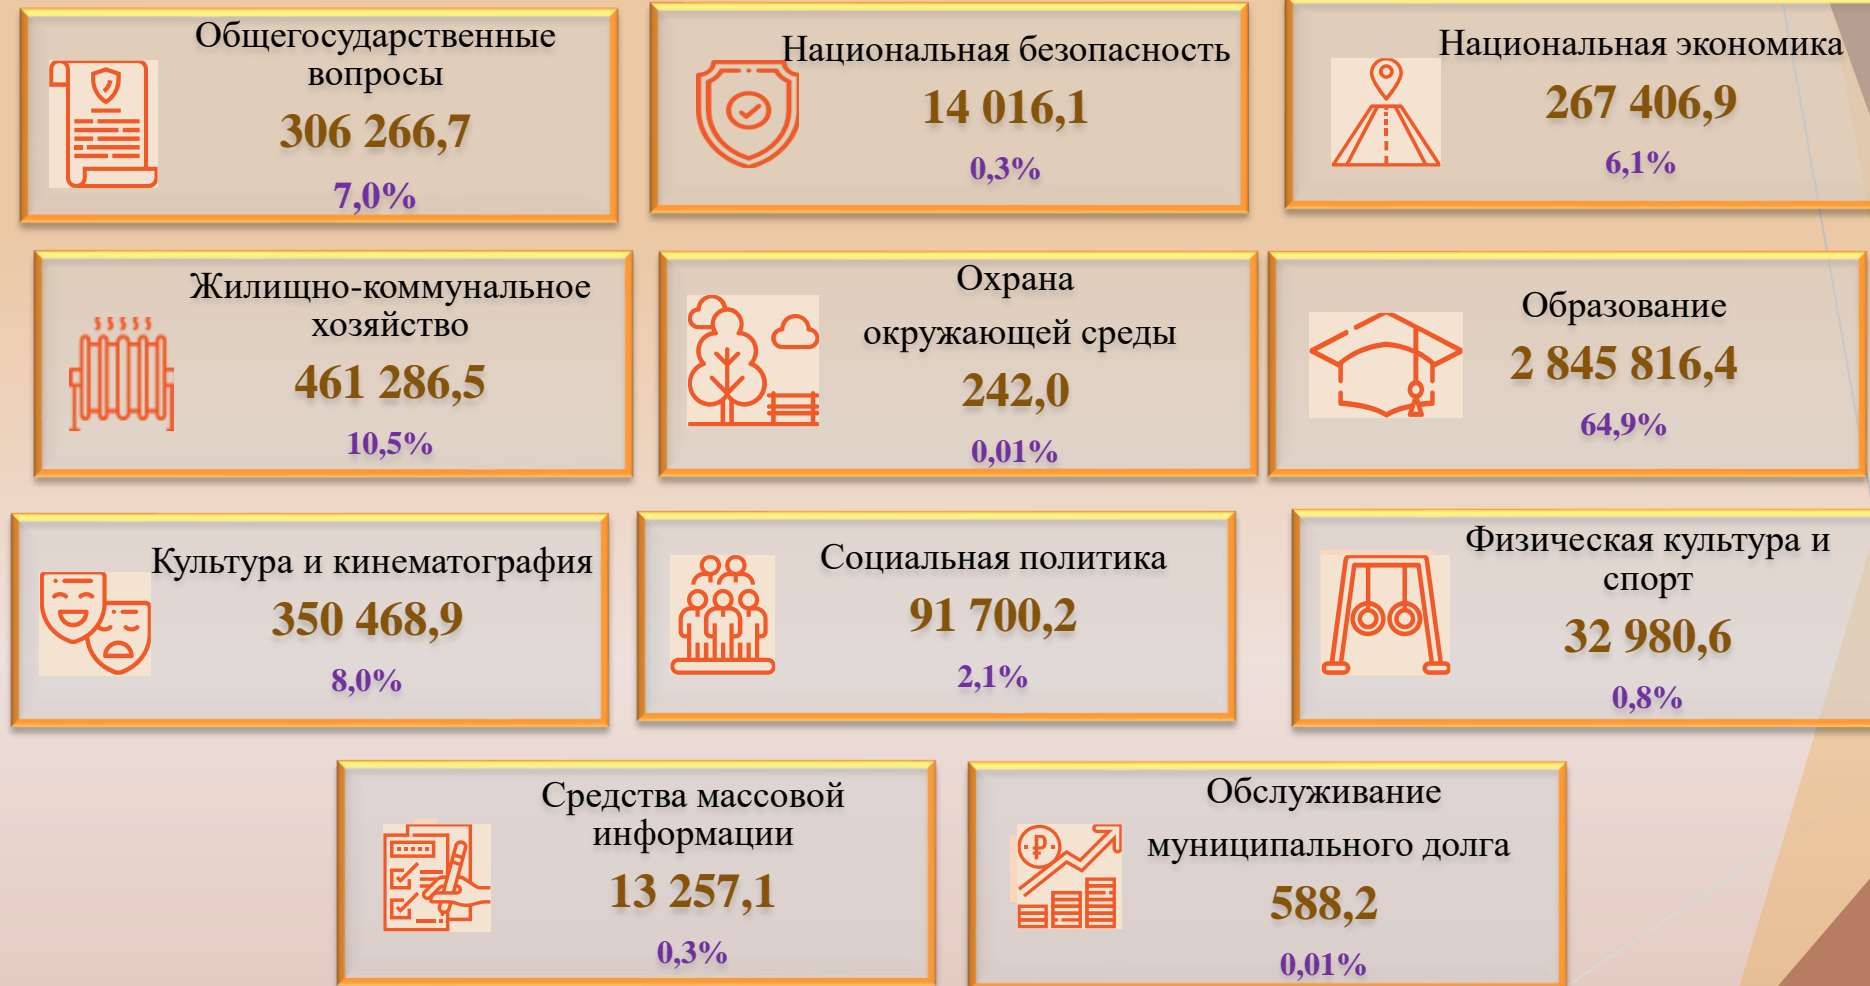 Общегосударственные
вопросы
306 266,7
7,0%
Национальная безопасность
14 016,1
0,3%
Национальная экономика
267 406,9
6,1%
Жилищно-коммунальное
хозяйство
461 286,5
10,5%
Охрана
окружающей среды
242,0
0,01%
Образование
2 845 816,4
64,9%
Культура и кинематография
350 468,9
8,0%
Социальная политика
91 700,2
2,1%
Физическая культура и
спорт
32 980,6
0,8%
Средства массовой
информации
13 257,1
0,3%
Обслуживание
муниципального долга
588,2
0,01%